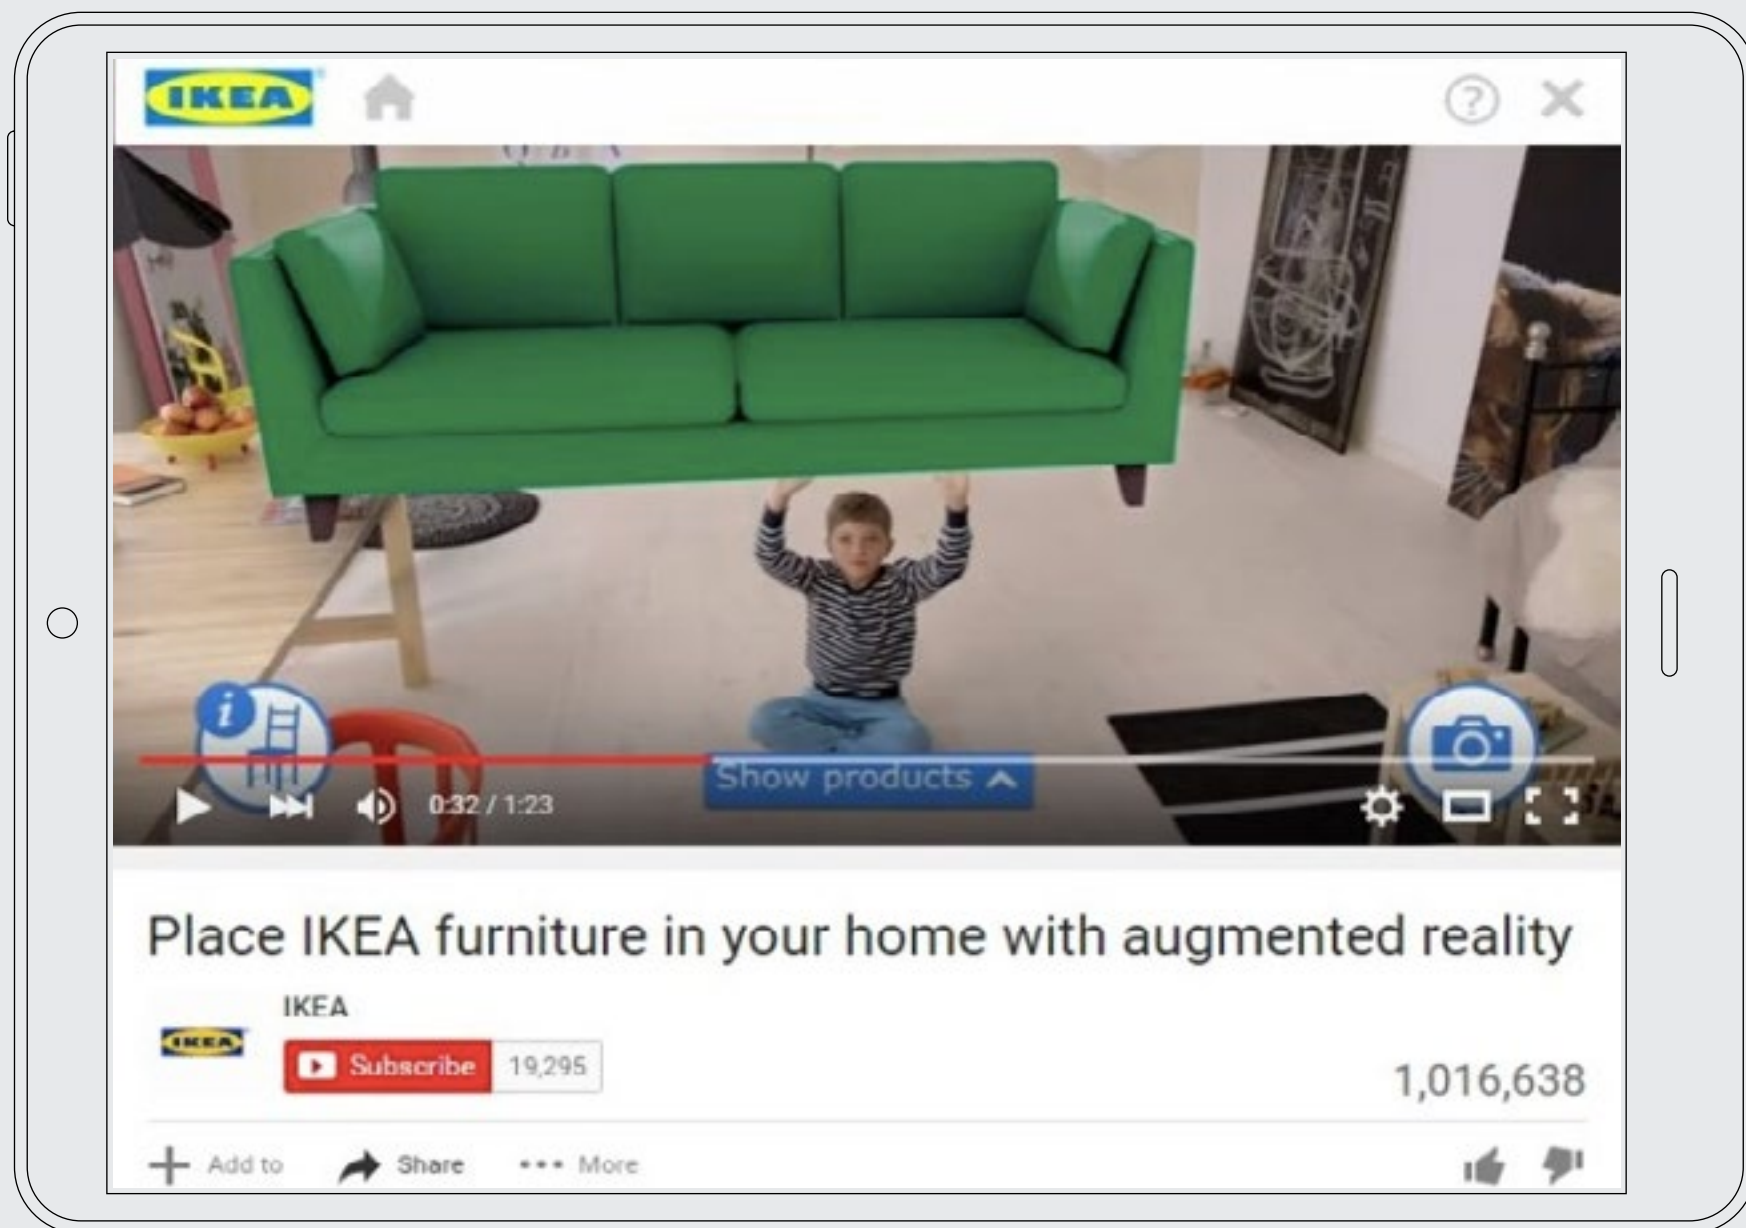 IKEA
i
Show products
0:32 / 1:23
Place IKEA furniture in your home with augmented reality
IKEA
IKEA
Subscribe 19,295
1,016,638
Add to Share More